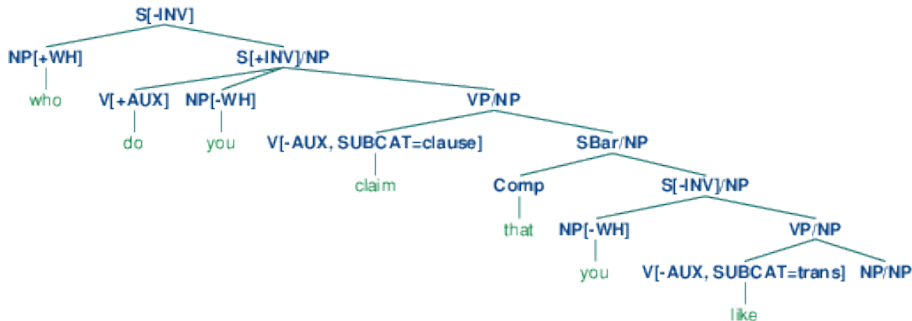 S[-INV]
NP[+WH] S[+INV]/NP
who V[+AUX] NP[-WH] VP/NP
do you V[-AUX, SUBCAT=clause] SBar/NP
claim Comp S[-INV]/NP
that NP[-WH] VP/NP
you V[-AUX, SUBCAT=trans] NP/NP
like